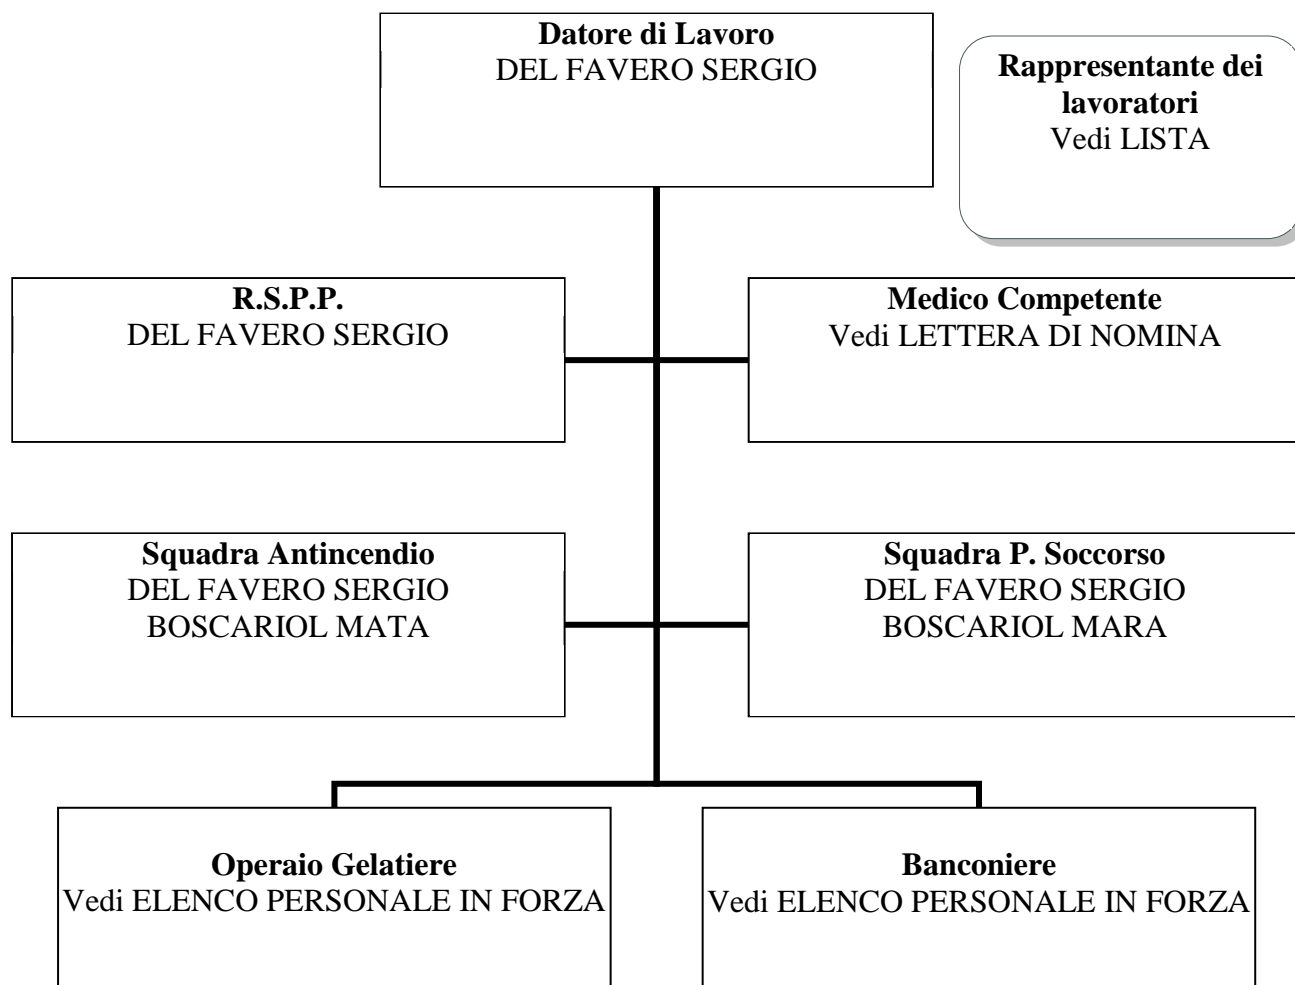 Datore di Lavoro
DEL FAVERO SERGIO
Rappresentante dei
lavoratori
Vedi LISTA
R.S.P.P.
DEL FAVERO SERGIO
Medico Competente
Vedi LETTERA DI NOMINA
Squadra Antincendio
DEL FAVERO SERGIO
BOSCARIOL MATA
Squadra P. Soccorso
DEL FAVERO SERGIO
BOSCARIOL MARA
Operaio Gelatiere
Vedi ELENCO PERSONALE IN FORZA
Banconiere
Vedi ELENCO PERSONALE IN FORZA